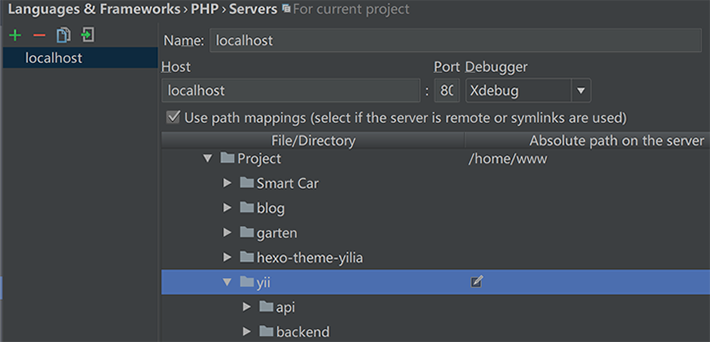 Languages & Frameworks › PHP › Servers For current project
localhost
Name: localhost
Host Port Debugger
localhost : 80 Xdebug
Use path mappings (select if the server is remote or symlinks are used)
File/Directory Absolute path on the server
Project /home/www
Smart Car
blog
garten
hexo-theme-yilia
yii
api
backend